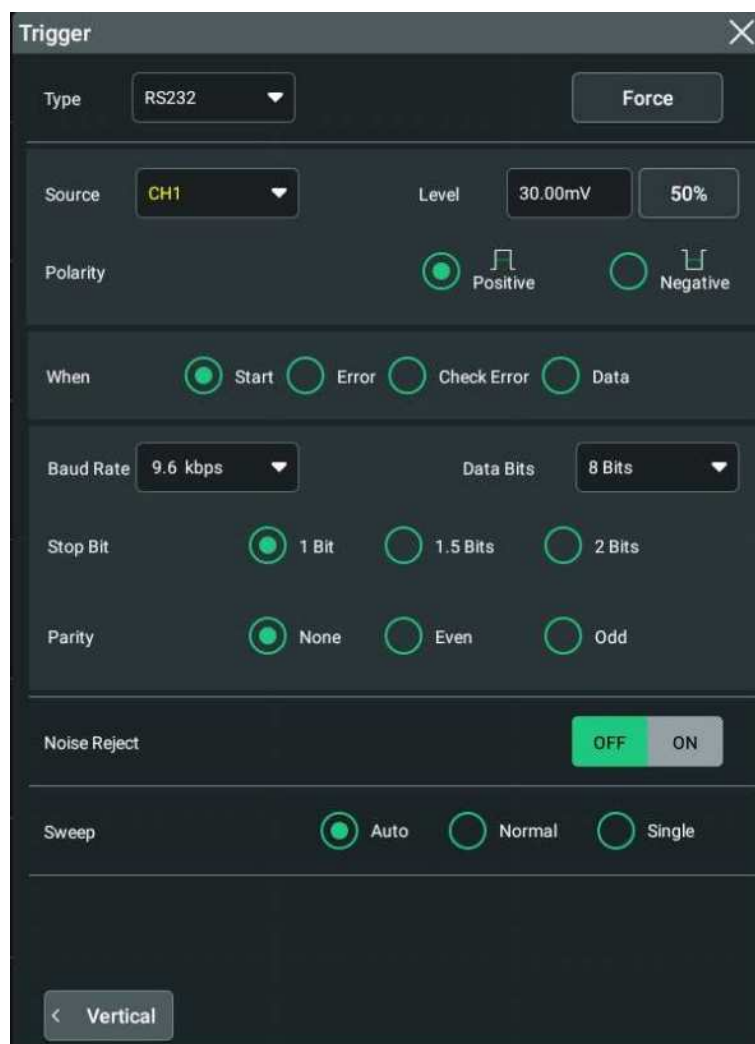 Trigger
Type RS232 Force
Source CH1 Level 30.00mV 50%
Polarity Positive Negative
When Start Error Check Error Data
Baud Rate 9.6 kbps Data Bits 8 Bits
Stop Bit 1 Bit 1.5 Bits 2 Bits
Parity None Even Odd
Noise Reject OFF ON
Sweep Auto Normal Single
< Vertical